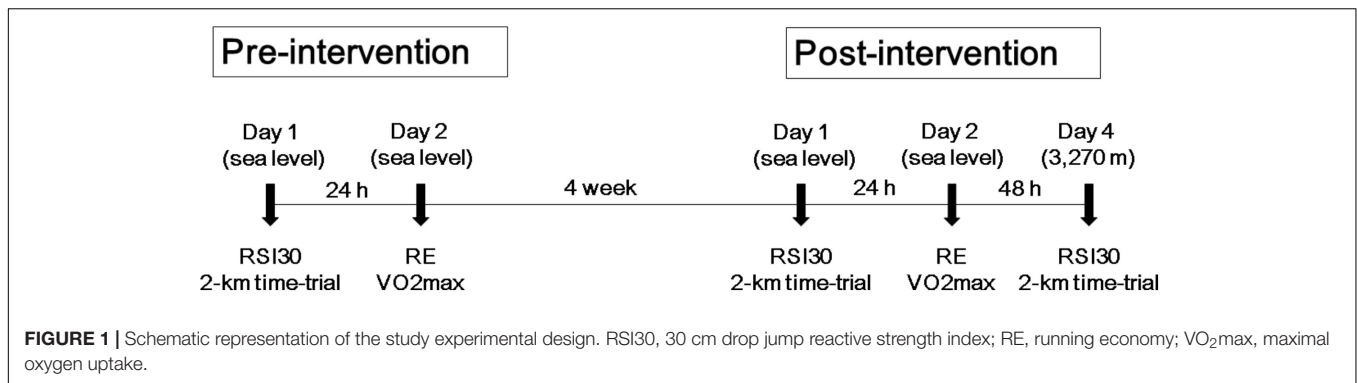 Pre-intervention
Post-intervention
Day 1
(sea level)
Day 2
(sea level)
Day 1
(sea level)
Day 2
(sea level)
Day 4
(3,270 m)
24 h
4 week
24 h
48 h
RSI30
2-km time-trial
RE
VO2max
RSI30
2-km time-trial
RE
VO2max
RSI30
2-km time-trial
FIGURE 1 | Schematic representation of the study experimental design. RSI30, 30 cm drop jump reactive strength index; RE, running economy; VO₂max, maximal
oxygen uptake.